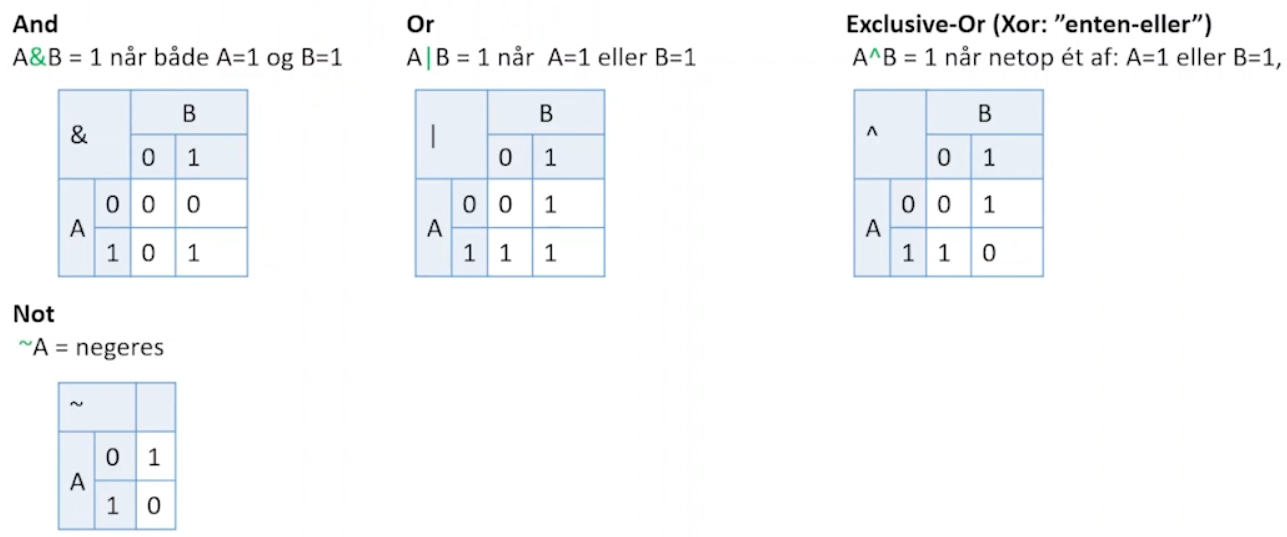 And
A&B = 1 når både A=1 og B=1
& B
0 1
A 0 0 0
1 0 1
Or
A|B = 1 når A=1 eller B=1
| B
0 1
A 0 0 1
1 1 1
Exclusive-Or (Xor: ”enten-eller”)
A^B = 1 når netop ét af: A=1 eller B=1,
^ B
0 1
A 0 0 1
1 1 0
Not
~A = negeres
~
A 0 1
1 0